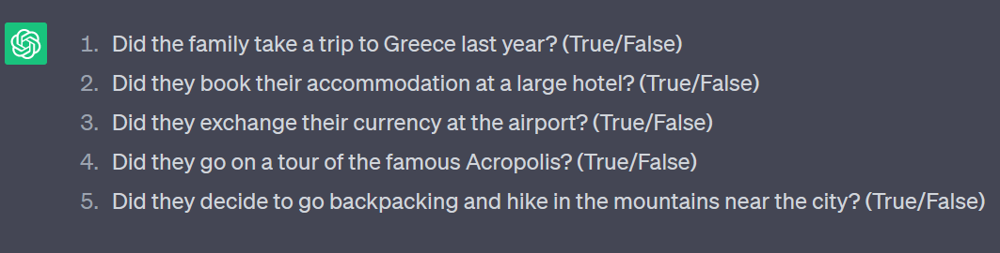 1. Did the family take a trip to Greece last year? (True/False)
2. Did they book their accommodation at a large hotel? (True/False)
3. Did they exchange their currency at the airport? (True/False)
4. Did they go on a tour of the famous Acropolis? (True/False)
5. Did they decide to go backpacking and hike in the mountains near the city? (True/False)